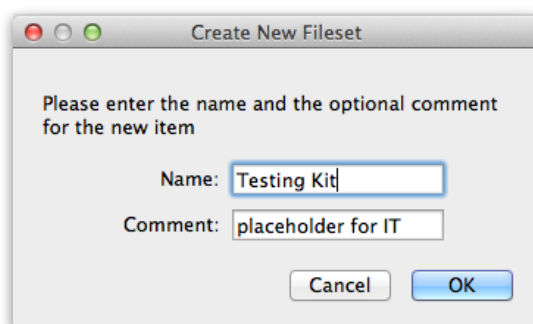 Create New Fileset
Please enter the name and the optional comment
for the new item
Name: Testing Kit
Comment: placeholder for IT
Cancel OK